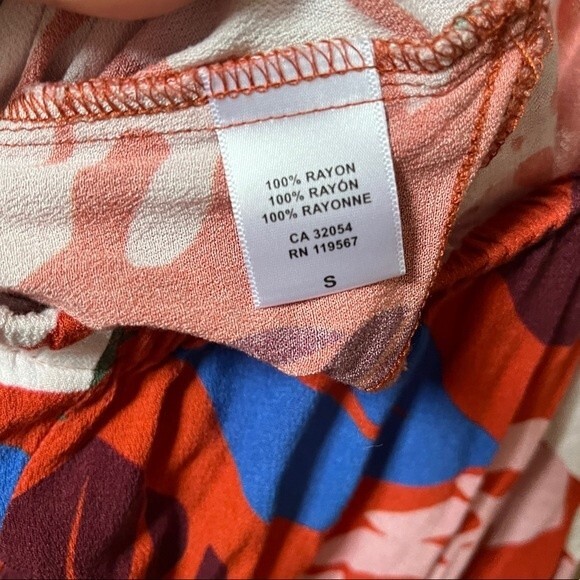 100% RAYON
100% RAYÓN
100% RAYONNE
CA 32054
RN 119567
S